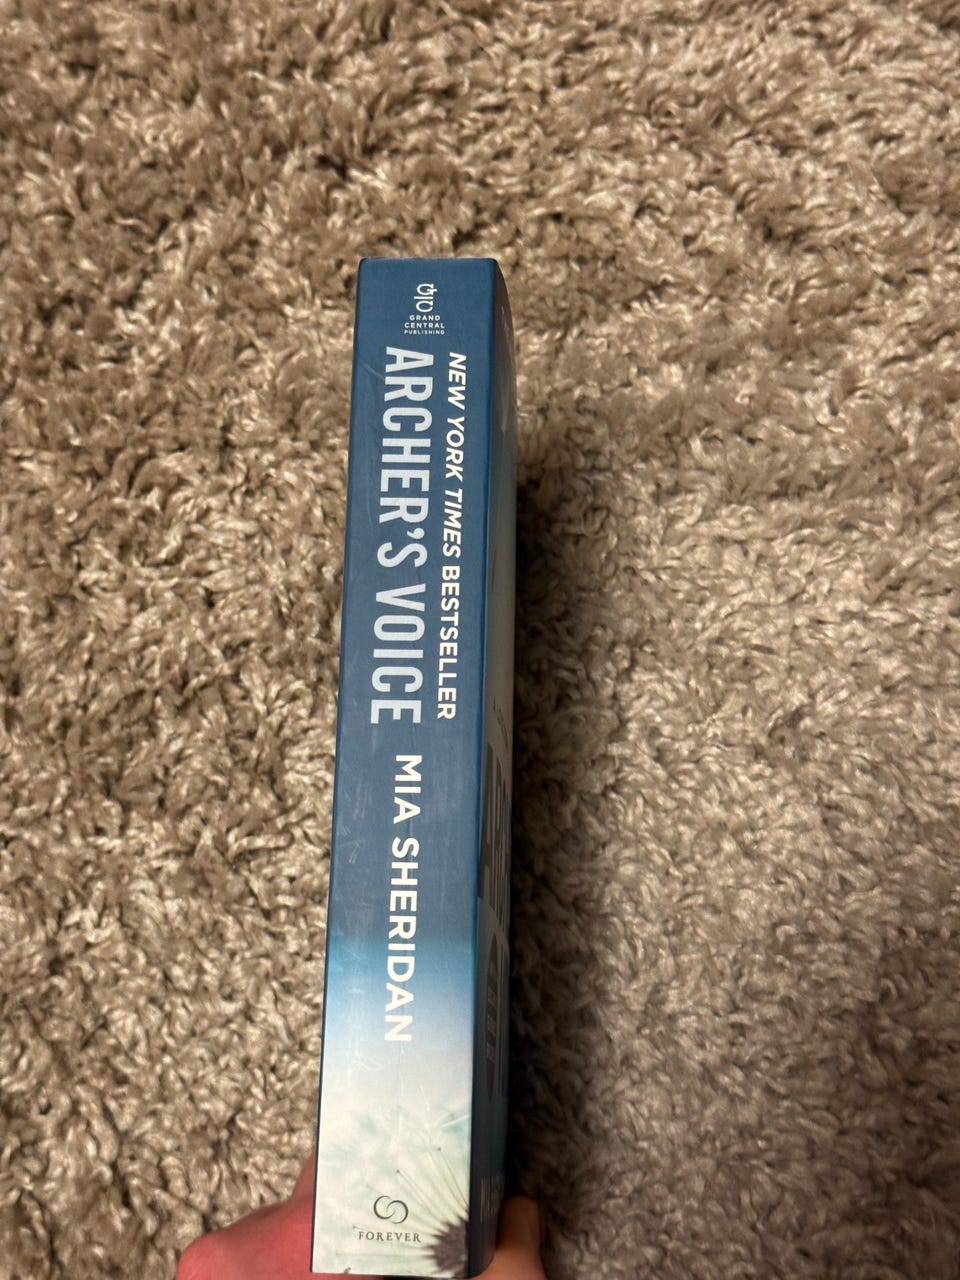 GRAND
CENTRAL
PUBLISHING
NEW YORK TIMES BESTSELLER
ARCHER'S VOICE
MIA SHERIDAN
FOREVER